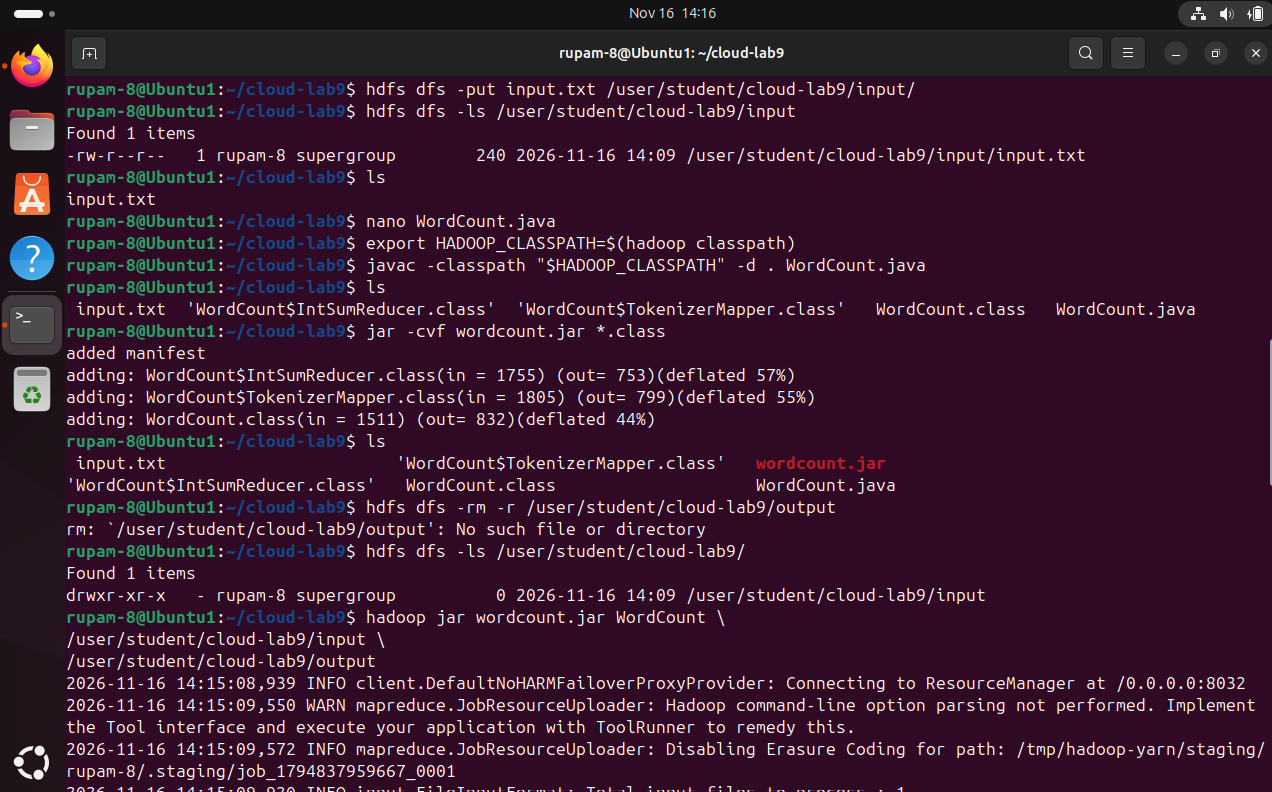 Nov 16 14:16
rupam-8@Ubuntu1: ~/cloud-lab9
rupam-8@Ubuntu1:~/cloud-lab9$ hdfs dfs -put input.txt /user/student/cloud-lab9/input/
rupam-8@Ubuntu1:~/cloud-lab9$ hdfs dfs -ls /user/student/cloud-lab9/input
Found 1 items
-rw-r--r--   1 rupam-8 supergroup        240 2026-11-16 14:09 /user/student/cloud-lab9/input/input.txt
rupam-8@Ubuntu1:~/cloud-lab9$ ls
input.txt
rupam-8@Ubuntu1:~/cloud-lab9$ nano WordCount.java
rupam-8@Ubuntu1:~/cloud-lab9$ export HADOOP_CLASSPATH=$(hadoop classpath)
rupam-8@Ubuntu1:~/cloud-lab9$ javac -classpath "$HADOOP_CLASSPATH" -d . WordCount.java
rupam-8@Ubuntu1:~/cloud-lab9$ ls
 input.txt  'WordCount$IntSumReducer.class'  'WordCount$TokenizerMapper.class'   WordCount.class   WordCount.java
rupam-8@Ubuntu1:~/cloud-lab9$ jar -cvf wordcount.jar *.class
added manifest
adding: WordCount$IntSumReducer.class(in = 1755) (out= 753)(deflated 57%)
adding: WordCount$TokenizerMapper.class(in = 1805) (out= 799)(deflated 55%)
adding: WordCount.class(in = 1511) (out= 832)(deflated 44%)
rupam-8@Ubuntu1:~/cloud-lab9$ ls
 input.txt                       'WordCount$TokenizerMapper.class'   wordcount.jar
'WordCount$IntSumReducer.class'   WordCount.class                    WordCount.java
rupam-8@Ubuntu1:~/cloud-lab9$ hdfs dfs -rm -r /user/student/cloud-lab9/output
rm: `/user/student/cloud-lab9/output': No such file or directory
rupam-8@Ubuntu1:~/cloud-lab9$ hdfs dfs -ls /user/student/cloud-lab9/
Found 1 items
drwxr-xr-x   - rupam-8 supergroup          0 2026-11-16 14:09 /user/student/cloud-lab9/input
rupam-8@Ubuntu1:~/cloud-lab9$ hadoop jar wordcount.jar WordCount \
/user/student/cloud-lab9/input \
/user/student/cloud-lab9/output
2026-11-16 14:15:08,939 INFO client.DefaultNoHARMFailoverProxyProvider: Connecting to ResourceManager at /0.0.0.0:8032
2026-11-16 14:15:09,550 WARN mapreduce.JobResourceUploader: Hadoop command-line option parsing not performed. Implement
the Tool interface and execute your application with ToolRunner to remedy this.
2026-11-16 14:15:09,572 INFO mapreduce.JobResourceUploader: Disabling Erasure Coding for path: /tmp/hadoop-yarn/staging/
rupam-8/.staging/job_1794837959667_0001
INFO input.FileInputFormat: Total input files to process : 1